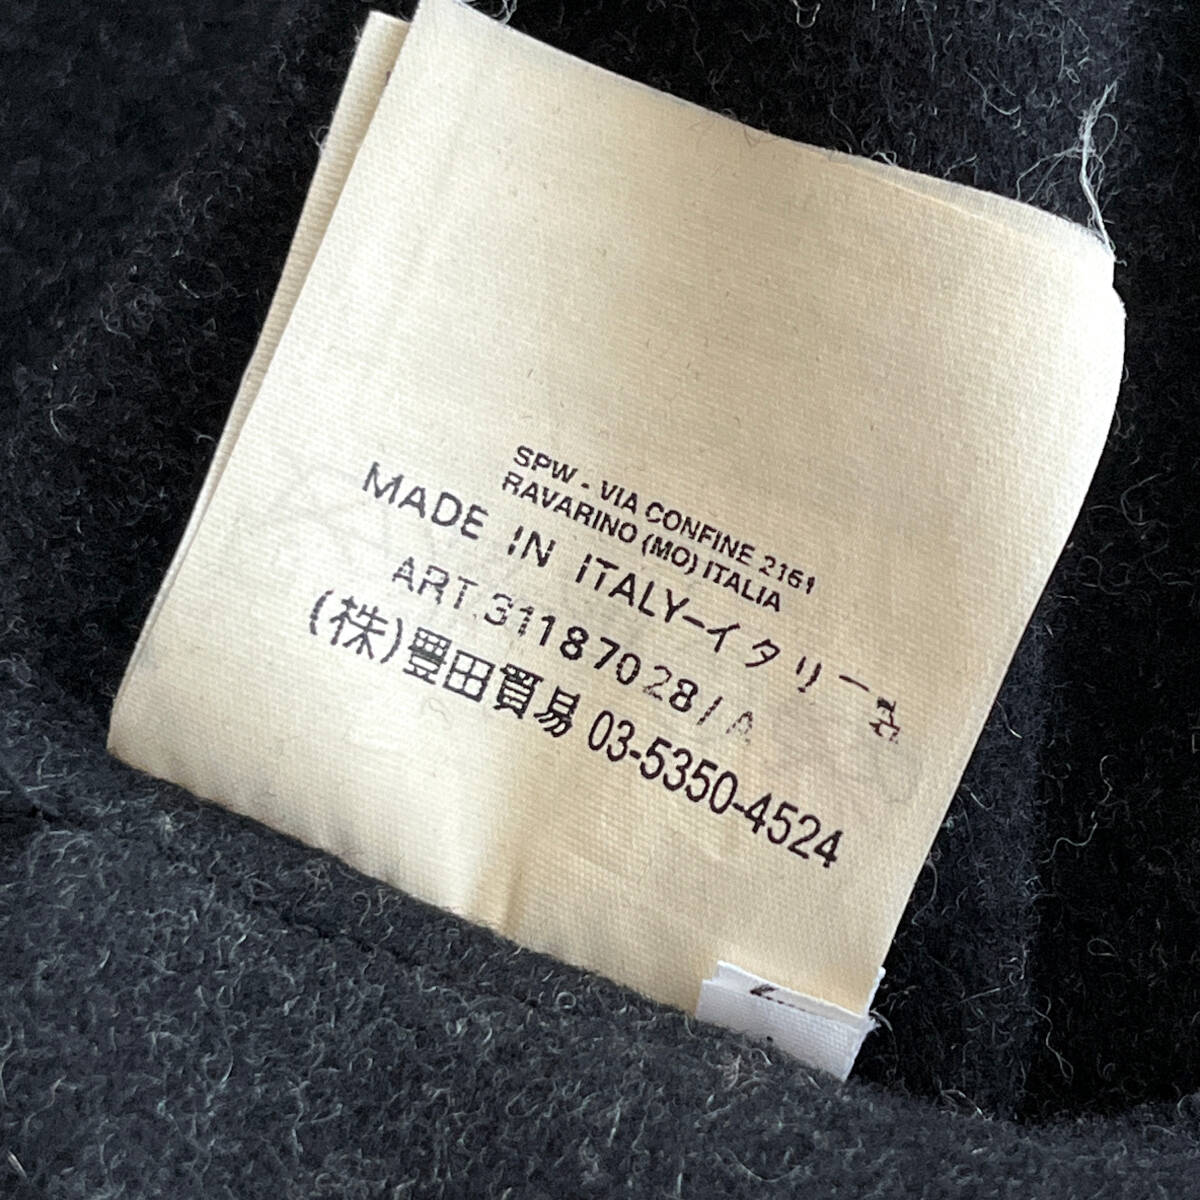 SPW - VIA CONFINE 2161
RAVARINO (MO) ITALIA
MADE IN ITALY-イタリー製
ART.31187028/A
(株)豊田貿易 03-5350-4524